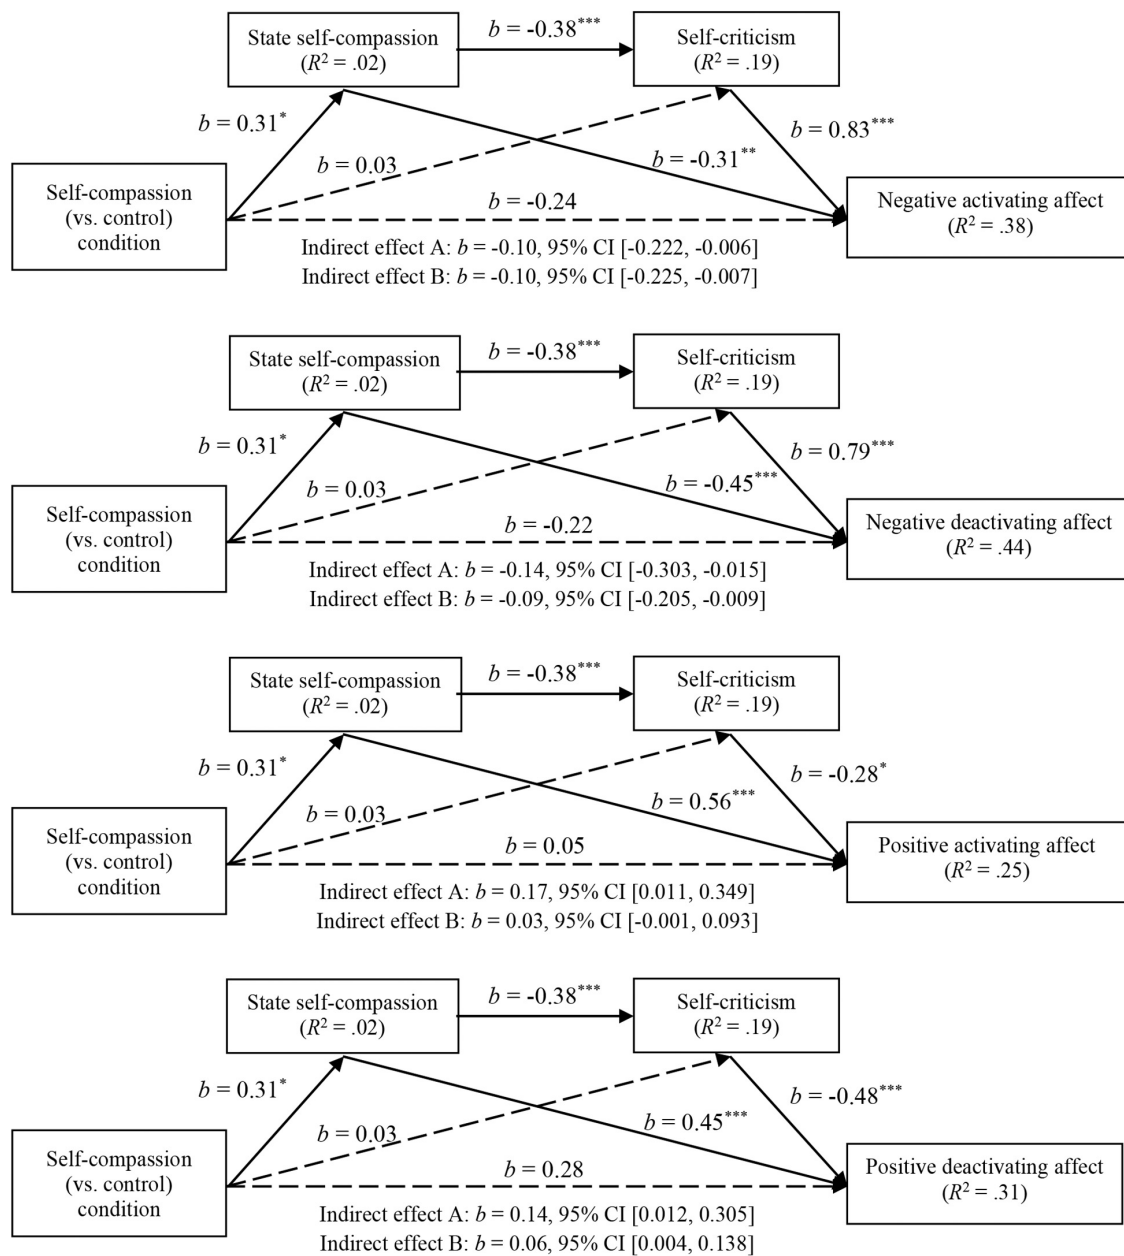 State self-compassion
(R² = .02)
b = -0.38***
Self-criticism
(R² = .19)
b = 0.31*
b = 0.03
b = -0.31**
b = 0.83***
Self-compassion
(vs. control)
condition
b = -0.24
Negative activating affect
(R² = .38)
Indirect effect A: b = -0.10, 95% CI [-0.222, -0.006]
Indirect effect B: b = -0.10, 95% CI [-0.225, -0.007]
State self-compassion
(R² = .02)
b = -0.38***
Self-criticism
(R² = .19)
b = 0.31*
b = 0.03
b = -0.45***
b = 0.79***
Self-compassion
(vs. control)
condition
b = -0.22
Negative deactivating affect
(R² = .44)
Indirect effect A: b = -0.14, 95% CI [-0.303, -0.015]
Indirect effect B: b = -0.09, 95% CI [-0.205, -0.009]
State self-compassion
(R² = .02)
b = -0.38***
Self-criticism
(R² = .19)
b = 0.31*
b = 0.03
b = 0.56***
b = -0.28*
Self-compassion
(vs. control)
condition
b = 0.05
Positive activating affect
(R² = .25)
Indirect effect A: b = 0.17, 95% CI [0.011, 0.349]
Indirect effect B: b = 0.03, 95% CI [-0.001, 0.093]
State self-compassion
(R² = .02)
b = -0.38***
Self-criticism
(R² = .19)
b = 0.31*
b = 0.03
b = 0.45***
b = -0.48***
Self-compassion
(vs. control)
condition
b = 0.28
Positive deactivating affect
(R² = .31)
Indirect effect A: b = 0.14, 95% CI [0.012, 0.305]
Indirect effect B: b = 0.06, 95% CI [0.004, 0.138]